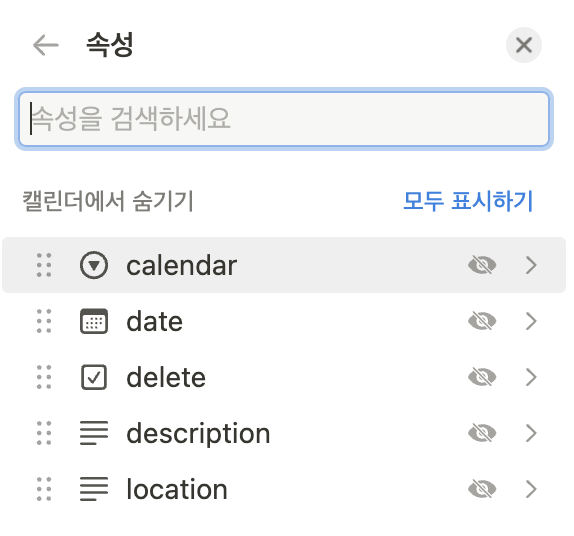 속성
속성을 검색하세요
캘린더에서 숨기기 모두 표시하기
calendar
date
delete
description
location